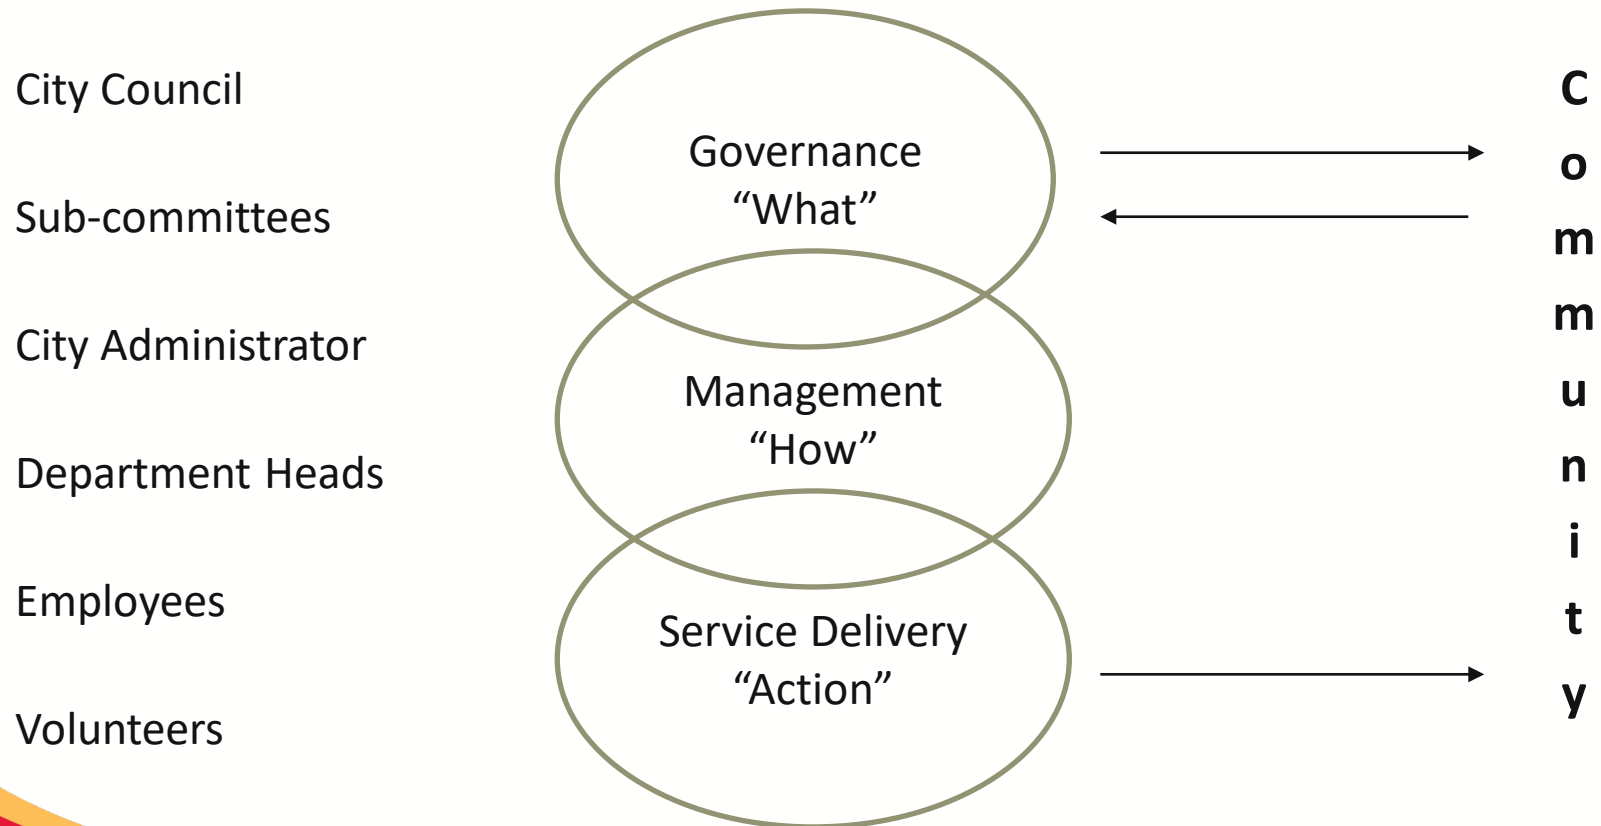 City Council
Sub-committees
City Administrator
Department Heads
Employees
Volunteers
Governance
“What”
Management
“How”
Service Delivery
“Action”
C
o
m
m
u
n
i
t
y